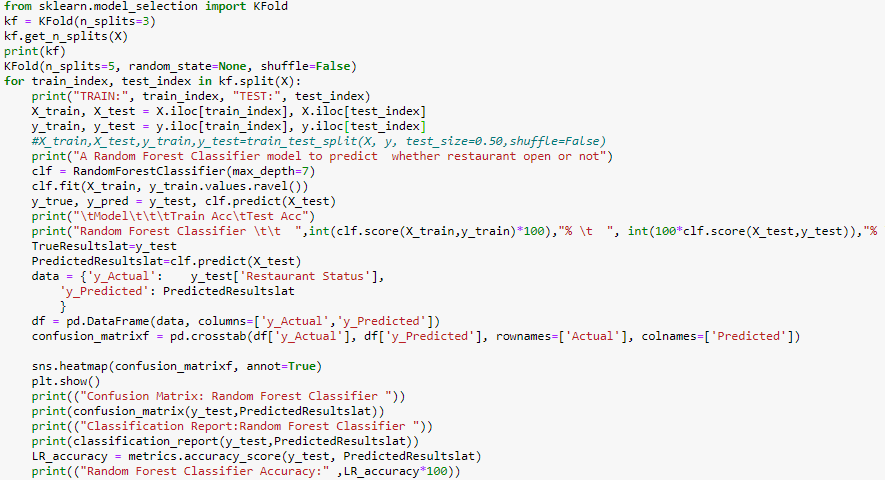 from sklearn.model_selection import KFold
kf = KFold(n_splits=3)
kf.get_n_splits(X)
print(kf)
KFold(n_splits=5, random_state=None, shuffle=False)
for train_index, test_index in kf.split(X):
    print("TRAIN:", train_index, "TEST:", test_index)
    X_train, X_test = X.iloc[train_index], X.iloc[test_index]
    y_train, y_test = y.iloc[train_index], y.iloc[test_index]
    #X_train,X_test,y_train,y_test=train_test_split(X, y, test_size=0.50,shuffle=False)
    print("A Random Forest Classifier model to predict  whether restaurant open or not")
    clf = RandomForestClassifier(max_depth=7)
    clf.fit(X_train, y_train.values.ravel())
    y_true, y_pred = y_test, clf.predict(X_test)
    print("\tModel\t\t\tTrain Acc\tTest Acc")
    print("Random Forest Classifier \t\t  ",int(clf.score(X_train,y_train)*100),"% \t  ", int(100*clf.score(X_test,y_test)),"%
    TrueResultslat=y_test
    PredictedResultslat=clf.predict(X_test)
    data = {'y_Actual':    y_test['Restaurant Status'],
        'y_Predicted': PredictedResultslat
        }
    df = pd.DataFrame(data, columns=['y_Actual','y_Predicted'])
    confusion_matrixf = pd.crosstab(df['y_Actual'], df['y_Predicted'], rownames=['Actual'], colnames=['Predicted'])

    sns.heatmap(confusion_matrixf, annot=True)
    plt.show()
    print(("Confusion Matrix: Random Forest Classifier "))
    print(confusion_matrix(y_test,PredictedResultslat))
    print(("Classification Report:Random Forest Classifier "))
    print(classification_report(y_test,PredictedResultslat))
    LR_accuracy = metrics.accuracy_score(y_test, PredictedResultslat)
    print(("Random Forest Classifier Accuracy:" ,LR_accuracy*100))